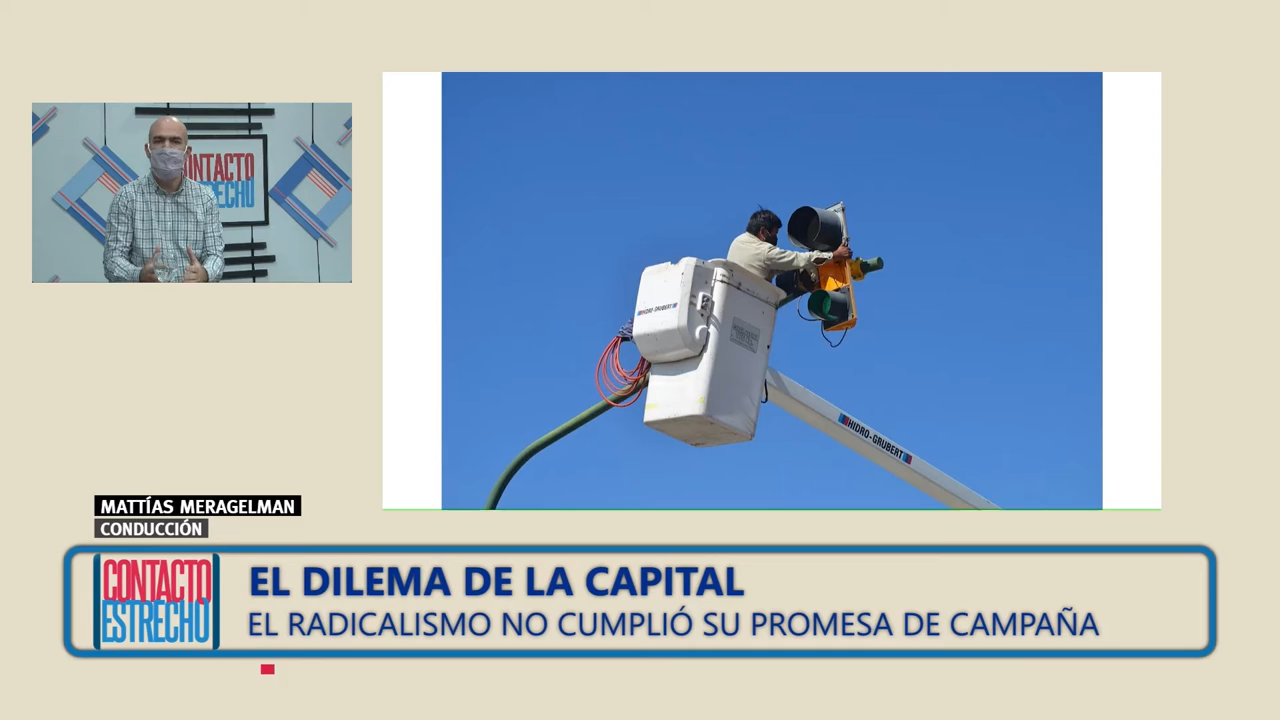 CONTACTO
ESTRECHO
HIDRO-GRUBERT
HIDRO-GRUBERT
MATTÍAS MERAGELMAN
CONDUCCIÓN
CONTACTO
ESTRECHO
EL DILEMA DE LA CAPITAL
EL RADICALISMO NO CUMPLIÓ SU PROMESA DE CAMPAÑA